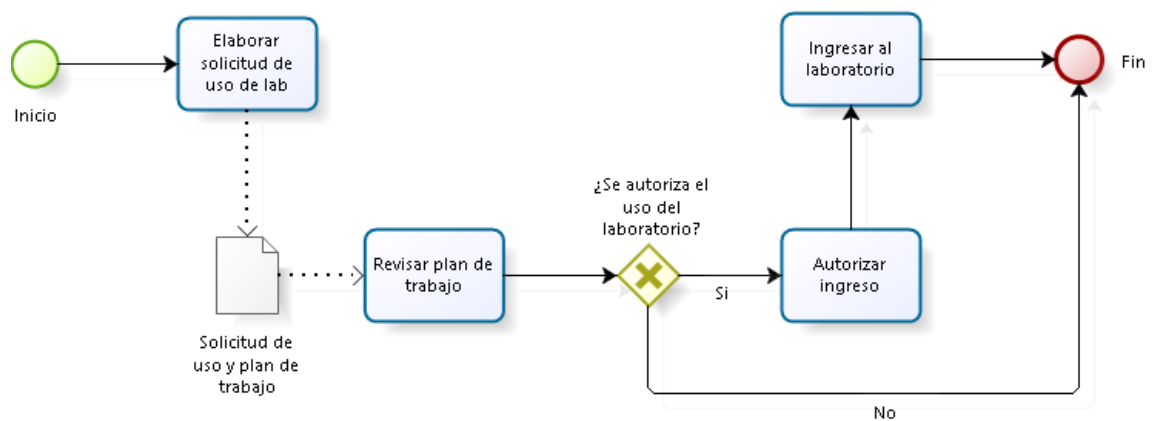 Inicio
Elaborar
solicitud de
uso de lab
Solicitud de
uso y plan de
trabajo
Revisar plan de
trabajo
¿Se autoriza el
uso del
laboratorio?
Si
No
Autorizar
ingreso
Ingresar al
laboratorio
Fin